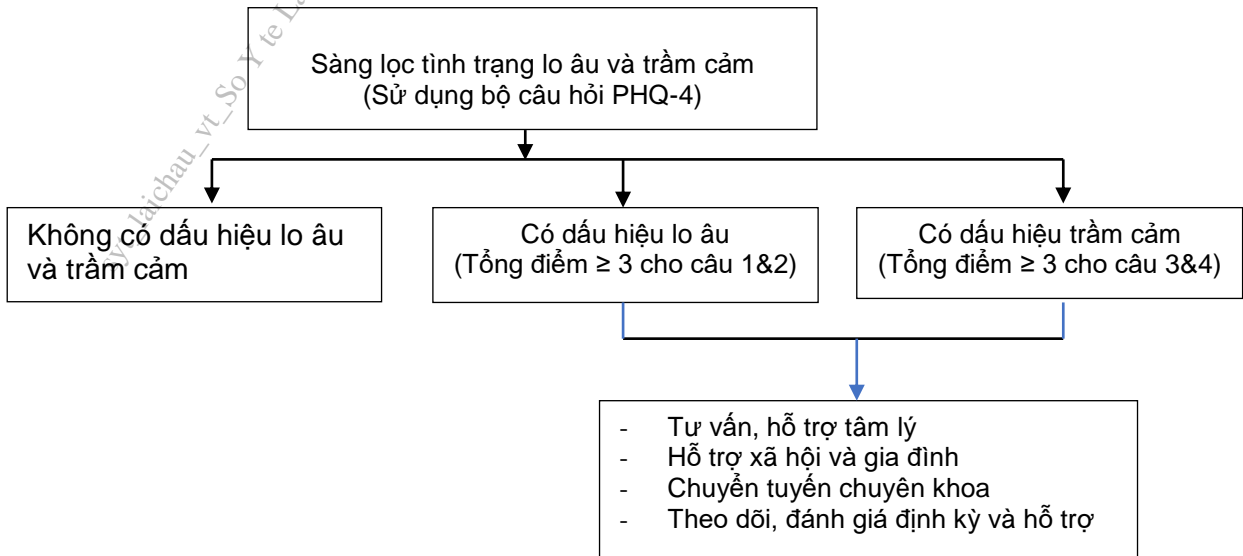 Sàng lọc tình trạng lo âu và trầm cảm
(Sử dụng bộ câu hỏi PHQ-4)
Không có dấu hiệu lo âu
và trầm cảm
Có dấu hiệu lo âu
(Tổng điểm ≥ 3 cho câu 1&2)
Có dấu hiệu trầm cảm
(Tổng điểm ≥ 3 cho câu 3&4)
- Tư vấn, hỗ trợ tâm lý
- Hỗ trợ xã hội và gia đình
- Chuyển tuyến chuyên khoa
- Theo dõi, đánh giá định kỳ và hỗ trợ
laichau_vt_So Y te